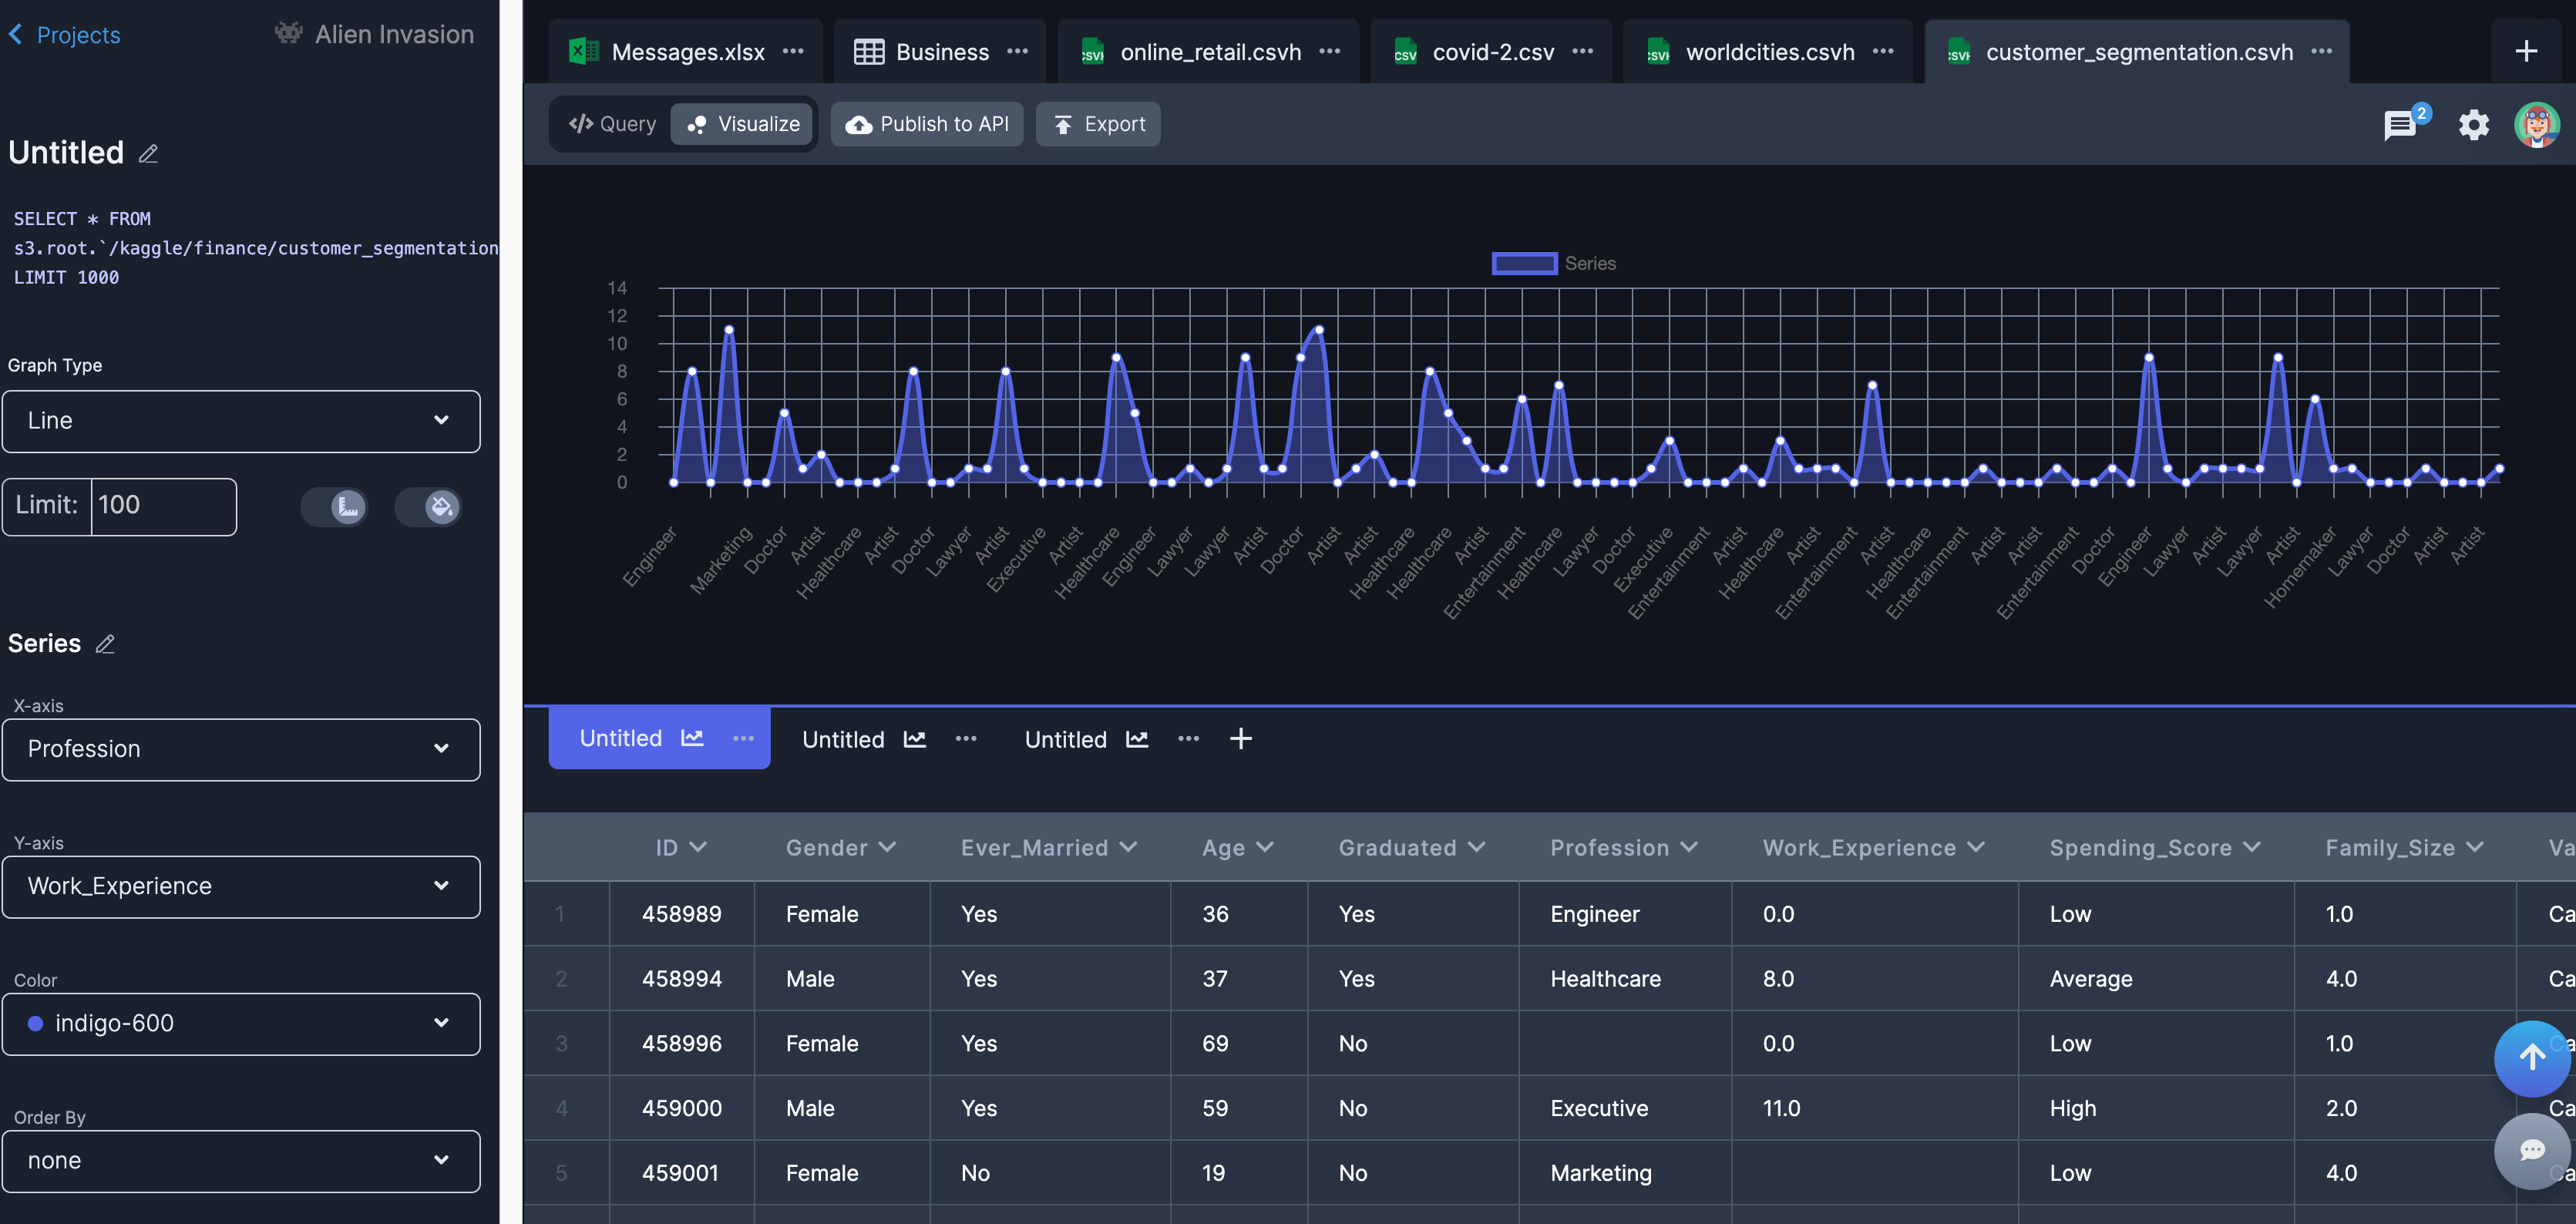 Projects
Alien Invasion
Untitled
SELECT * FROM
s3.root.`/kaggle/finance/customer_segmentation
LIMIT 1000
Graph Type
Line
Limit: 100
Series
X-axis
Profession
Y-axis
Work_Experience
Color
indigo-600
Order By
none
Messages.xlsx ··· Business ··· online_retail.csvh ··· covid-2.csv ··· worldcities.csvh ··· customer_segmentation.csvh ··· +
</> Query Visualize Publish to API Export 2
Series
14
12
10
8
6
4
2
0
Engineer Marketing Doctor Artist Healthcare Artist Doctor Lawyer Artist Executive Artist Healthcare Engineer Lawyer Lawyer Artist Doctor Artist Artist Healthcare Healthcare Artist Entertainment Healthcare Lawyer Doctor Executive Entertainment Artist Healthcare Artist Entertainment Artist Healthcare Entertainment Artist Artist Entertainment Doctor Engineer Lawyer Artist Lawyer Artist Homemaker Lawyer Doctor Artist Artist
Untitled ··· Untitled ··· Untitled ··· +
ID Gender Ever_Married Age Graduated Profession Work_Experience Spending_Score Family_Size Va
1 458989 Female Yes 36 Yes Engineer 0.0 Low 1.0 Ca
2 458994 Male Yes 37 Yes Healthcare 8.0 Average 4.0 Ca
3 458996 Female Yes 69 No 0.0 Low 1.0 Ca
4 459000 Male Yes 59 No Executive 11.0 High 2.0 Ca
5 459001 Female No 19 No Marketing Low 4.0 Ca